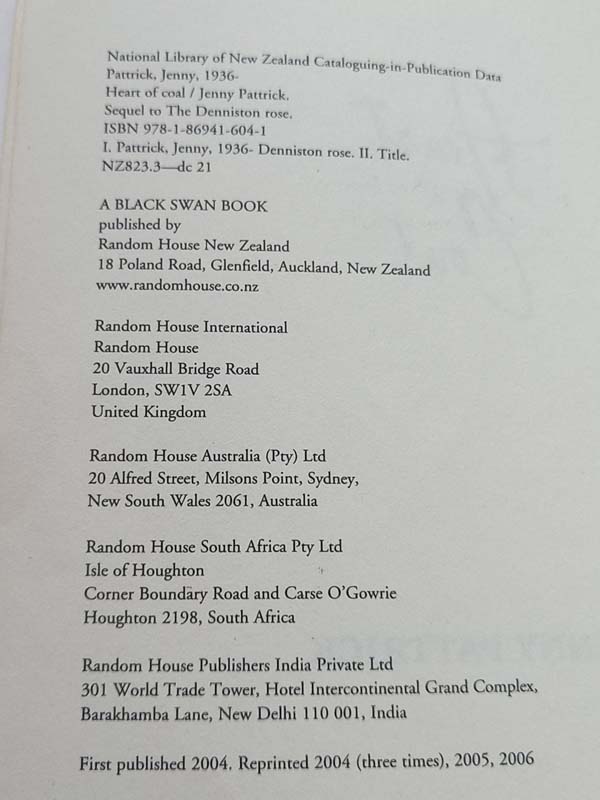 National Library of New Zealand Cataloguing-in-Publication Data
Pattrick, Jenny, 1936-
Heart of coal / Jenny Pattrick.
Sequel to The Denniston rose.
ISBN 978-1-86941-604-1
I. Pattrick, Jenny, 1936- Denniston rose. II. Title.
NZ823.3—dc 21
A BLACK SWAN BOOK
published by
Random House New Zealand
18 Poland Road, Glenfield, Auckland, New Zealand
www.randomhouse.co.nz
Random House International
Random House
20 Vauxhall Bridge Road
London, SW1V 2SA
United Kingdom
Random House Australia (Pty) Ltd
20 Alfred Street, Milsons Point, Sydney,
New South Wales 2061, Australia
Random House South Africa Pty Ltd
Isle of Houghton
Corner Boundary Road and Carse O'Gowrie
Houghton 2198, South Africa
Random House Publishers India Private Ltd
301 World Trade Tower, Hotel Intercontinental Grand Complex,
Barakhamba Lane, New Delhi 110 001, India
First published 2004. Reprinted 2004 (three times), 2005, 2006